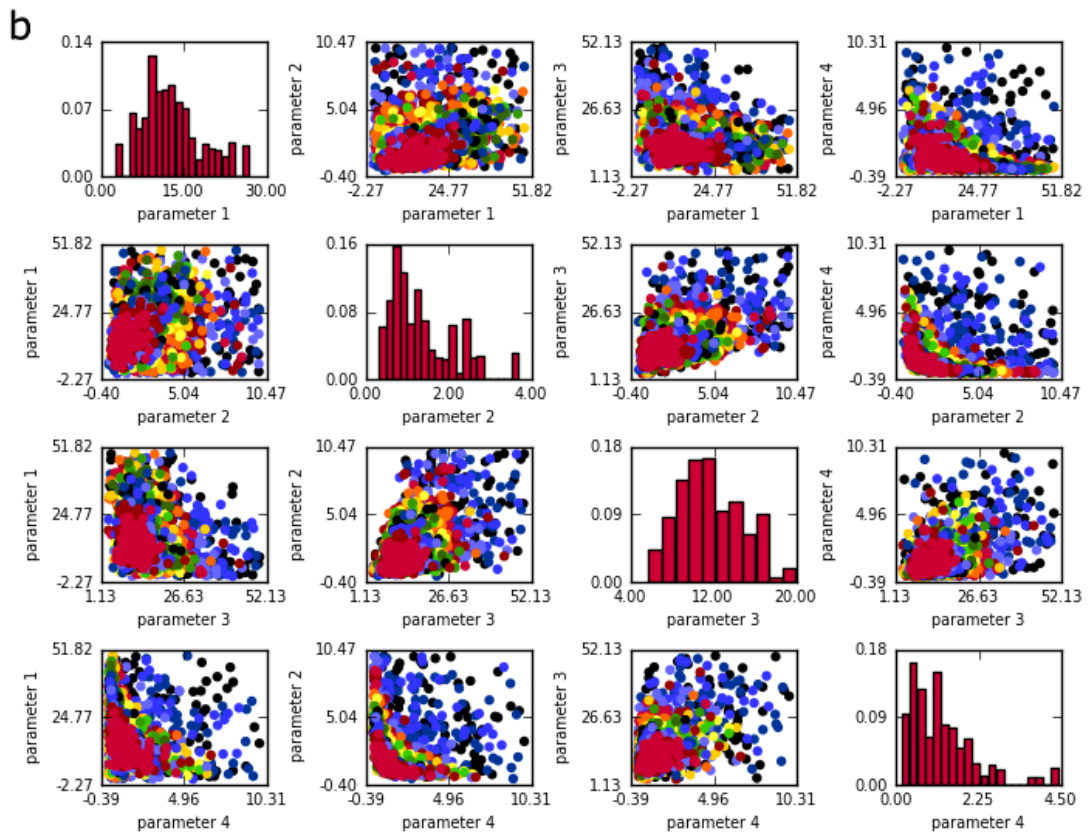 b
0.14 10.47 52.13 10.31
parameter 2 parameter 3 parameter 4
0.07 5.04 26.63 4.96
0.00 -0.40 1.13 -0.39
0.00 15.00 30.00 -2.27 24.77 51.82 -2.27 24.77 51.82 -2.27 24.77 51.82
parameter 1 parameter 1 parameter 1 parameter 1
51.82 0.16 52.13 10.31
parameter 1 parameter 3 parameter 4
24.77 0.08 26.63 4.96
-2.27 0.00 1.13 -0.39
-0.40 5.04 10.47 0.00 2.00 4.00 -0.40 5.04 10.47 -0.40 5.04 10.47
parameter 2 parameter 2 parameter 2 parameter 2
51.82 10.47 0.18 10.31
parameter 1 parameter 2 parameter 4
24.77 5.04 0.09 4.96
-2.27 -0.40 0.00 -0.39
1.13 26.63 52.13 1.13 26.63 52.13 4.00 12.00 20.00 1.13 26.63 52.13
parameter 3 parameter 3 parameter 3 parameter 3
51.82 10.47 52.13 0.18
parameter 1 parameter 2 parameter 3
24.77 5.04 26.63 0.09
-2.27 -0.40 1.13 0.00
-0.39 4.96 10.31 -0.39 4.96 10.31 -0.39 4.96 10.31 0.00 2.25 4.50
parameter 4 parameter 4 parameter 4 parameter 4